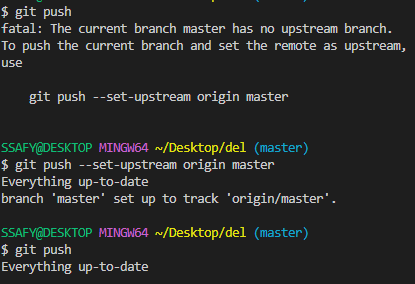 $ git push
fatal: The current branch master has no upstream branch.
To push the current branch and set the remote as upstream,
use
git push --set-upstream origin master
SSAFY@DESKTOP MINGW64 ~/Desktop/del (master)
$ git push --set-upstream origin master
Everything up-to-date
branch 'master' set up to track 'origin/master'.
SSAFY@DESKTOP MINGW64 ~/Desktop/del (master)
$ git push
Everything up-to-date